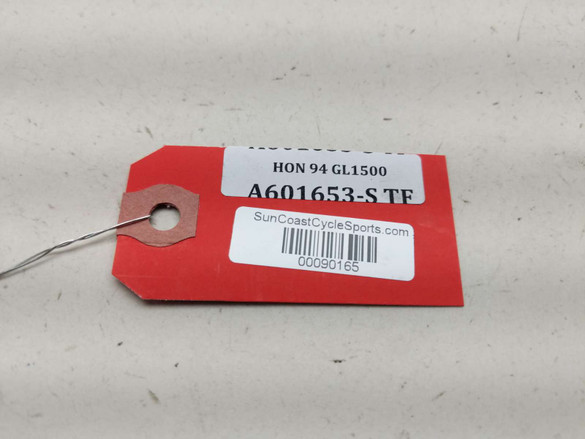 HON 94 GL1500
A601653-S TF
SunCoastCycleSports.com
00090165